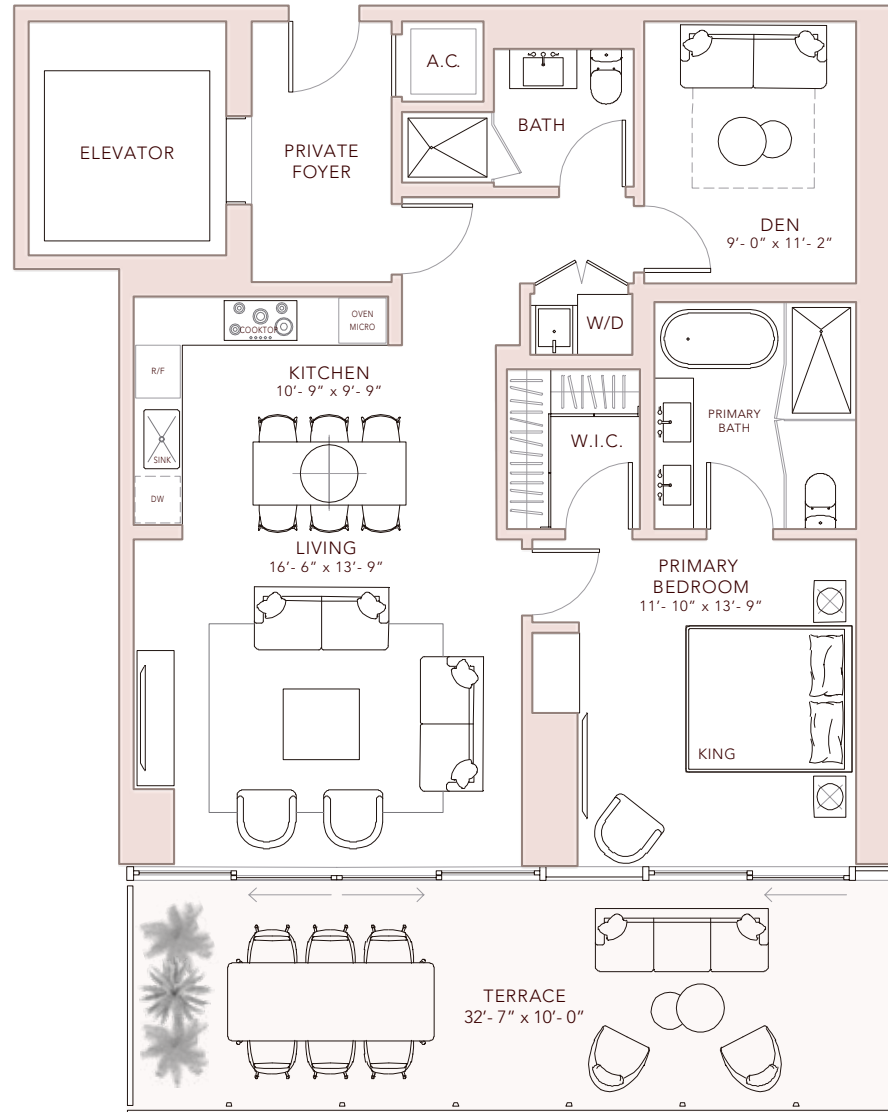 A.C.
BATH
ELEVATOR
PRIVATE
FOYER
DEN
9'- 0" x 11'- 2"
OVEN
MICRO
COOKTOP
W/D
R/F
KITCHEN
10'- 9" x 9'- 9"
PRIMARY
BATH
W.I.C.
SINK
DW
LIVING
16'- 6" x 13'- 9"
PRIMARY
BEDROOM
11'- 10" x 13'- 9"
KING
TERRACE
32'- 7" x 10'- 0"